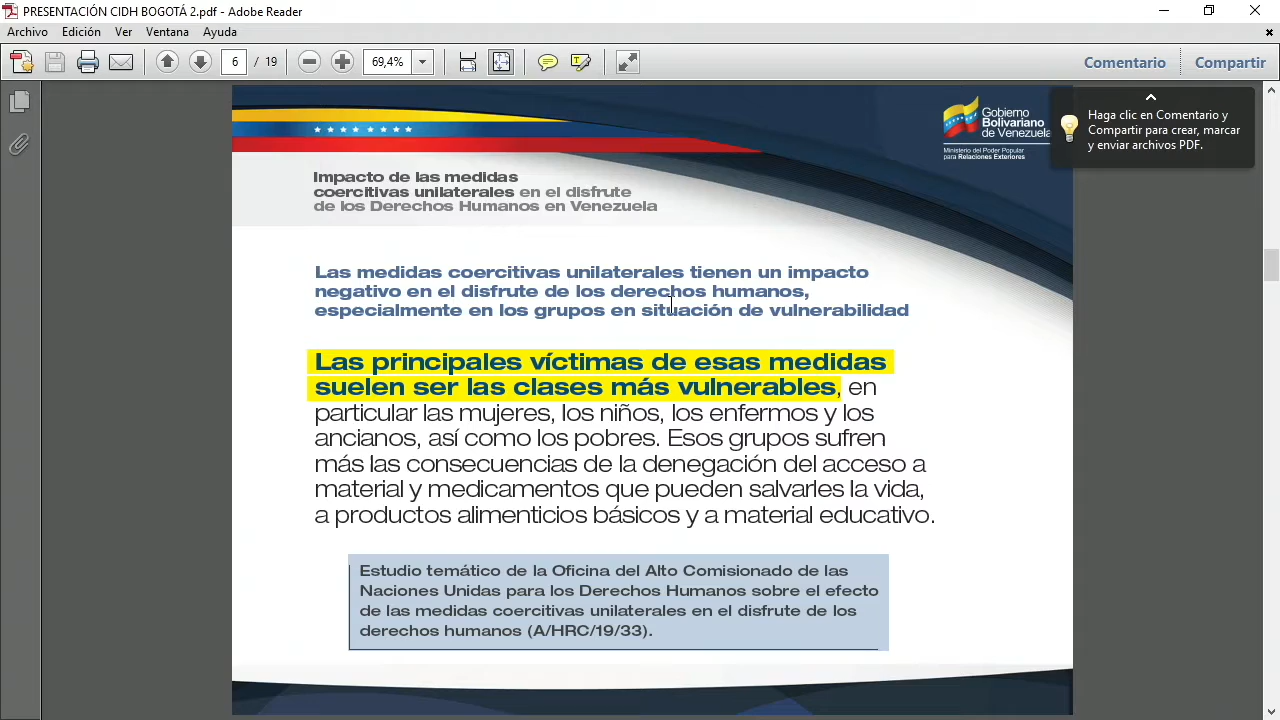 PRESENTACIÓN CIDH BOGOTÁ 2.pdf - Adobe Reader
Archivo Edición Ver Ventana Ayuda
6 / 19 69,4% Comentario Compartir
Haga clic en Comentario y
Compartir para crear, marcar
y enviar archivos PDF.
Gobierno
Bolivariano
de Venezuela
Ministerio del Poder Popular
para Relaciones Exteriores
Impacto de las medidas
coercitivas unilaterales en el disfrute
de los Derechos Humanos en Venezuela
Las medidas coercitivas unilaterales tienen un impacto
negativo en el disfrute de los derechos humanos,
especialmente en los grupos en situación de vulnerabilidad
Las principales víctimas de esas medidas
suelen ser las clases más vulnerables, en
particular las mujeres, los niños, los enfermos y los
ancianos, así como los pobres. Esos grupos sufren
más las consecuencias de la denegación del acceso a
material y medicamentos que pueden salvarles la vida,
a productos alimenticios básicos y a material educativo.
Estudio temático de la Oficina del Alto Comisionado de las
Naciones Unidas para los Derechos Humanos sobre el efecto
de las medidas coercitivas unilaterales en el disfrute de los
derechos humanos (A/HRC/19/33).